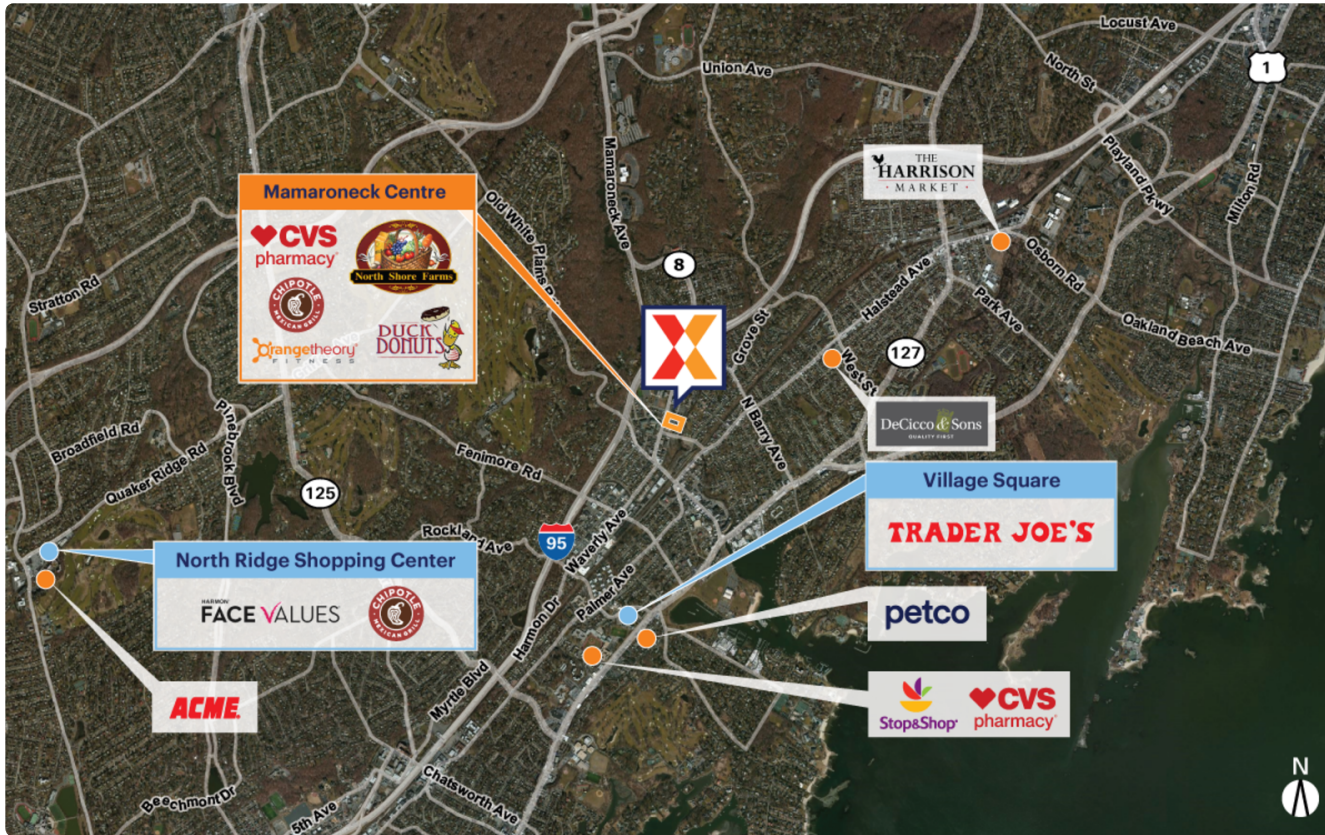 Locust Ave
North St
1
Union Ave
Mamaroneck Ave
Playland Pkwy
Milton Rd
THE
HARRISON
· MARKET ·
Mamaroneck Centre
CVS
pharmacy
North Shore Farms
CHIPOTLE
MEXICAN GRILL
DUCK
DONUTS
orangetheory
FITNESS
Old White Plains R
8
Osborn Rd
Halstead Ave
Park Ave
Oakland Beach Ave
Stratton Rd
Grove St
127
West St
N Barry Ave
DeCicco & Sons
QUALITY FIRST
Broadfield Rd
Quaker Ridge Rd
Pinebrook Blvd
Fenimore Rd
125
Rockland Ave
95
Waverly Ave
Village Square
TRADER JOE'S
North Ridge Shopping Center
HARMON
FACE VALUES
CHIPOTLE
MEXICAN GRILL
Palmer Ave
Harmon Dr
petco
Myrtle Blvd
ACME
Stop&Shop
CVS
pharmacy
Chatsworth Ave
Beechmont Dr
5th Ave
N